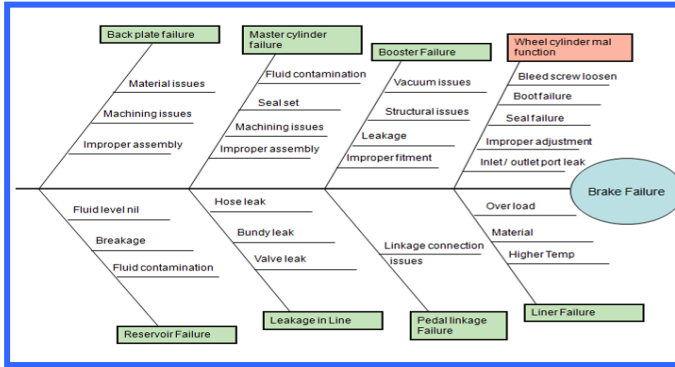 Back plate failure
Material issues
Machining issues
Improper assembly
Master cylinder
failure
Fluid contamination
Seal set
Machining issues
Improper assembly
Booster Failure
Vacuum issues
Structural issues
Leakage
Improper fitment
Wheel cylinder mal
function
Bleed screw loosen
Boot failure
Seal failure
Improper adjustment
Inlet / outlet port leak
Brake Failure
Fluid level nil
Breakage
Fluid contamination
Reservoir Failure
Hose leak
Bundy leak
Valve leak
Leakage in Line
Linkage connection
issues
Pedal linkage
Failure
Over load
Material
Higher Temp
Liner Failure